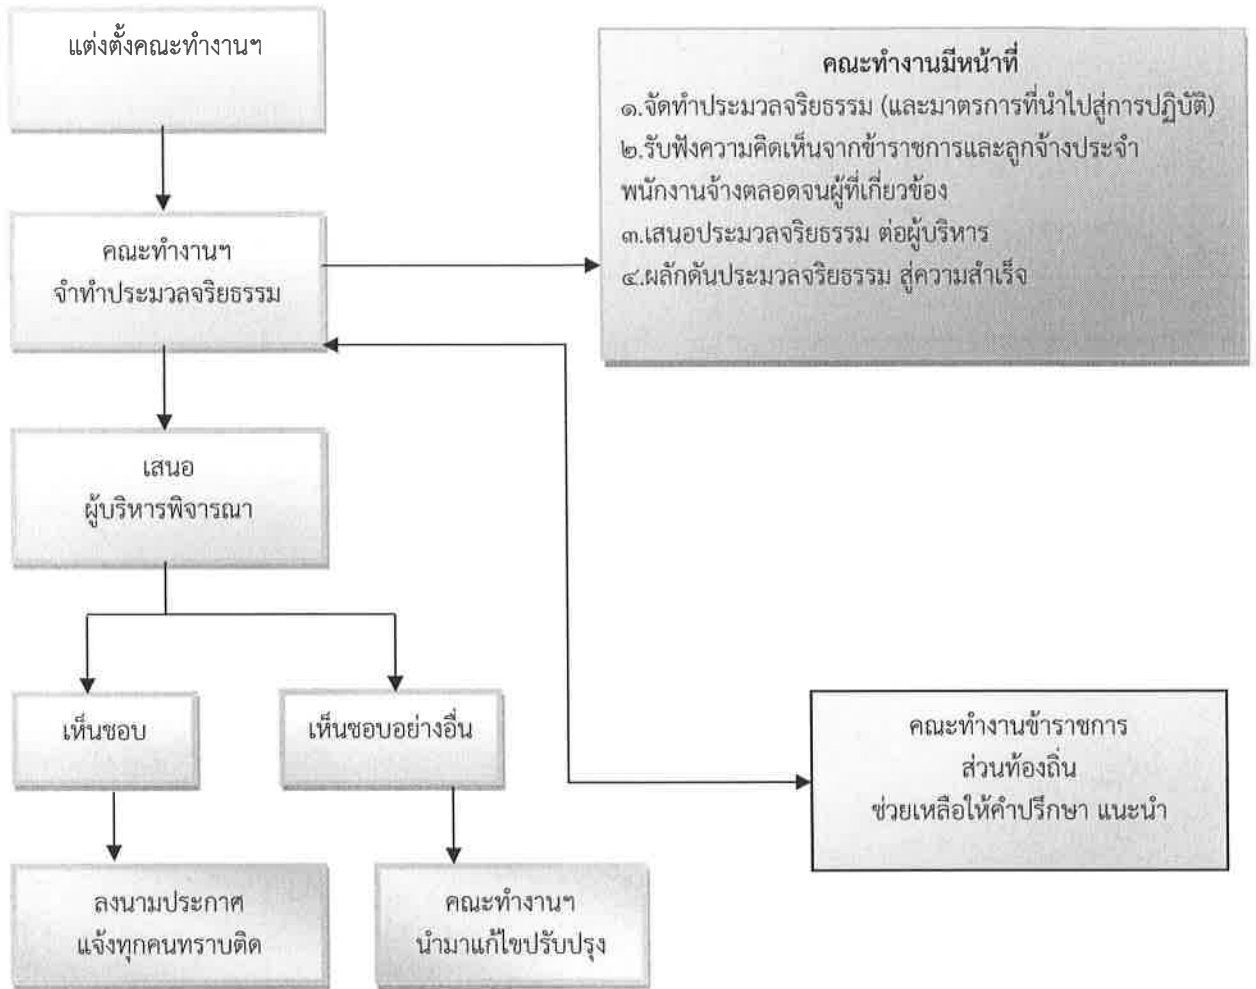 แต่งตั้งคณะทำงานฯ
คณะทำงานมีหน้าที่
๑.จัดทำประมวลจริยธรรม (และมาตรการที่นำไปสู่การปฏิบัติ)
๒.รับฟังความคิดเห็นจากข้าราชการและลูกจ้างประจำ
พนักงานจ้างตลอดจนผู้ที่เกี่ยวข้อง
๓.เสนอประมวลจริยธรรม ต่อผู้บริหาร
๔.ผลักดันประมวลจริยธรรม สู่ความสำเร็จ
คณะทำงานฯ
จำทำประมวลจริยธรรม
เสนอ
ผู้บริหารพิจารณา
เห็นชอบ
เห็นชอบอย่างอื่น
คณะทำงานข้าราชการ
ส่วนท้องถิ่น
ช่วยเหลือให้คำปรึกษา แนะนำ
ลงนามประกาศ
แจ้งทุกคนทราบติด
คณะทำงานฯ
นำมาแก้ไขปรับปรุง